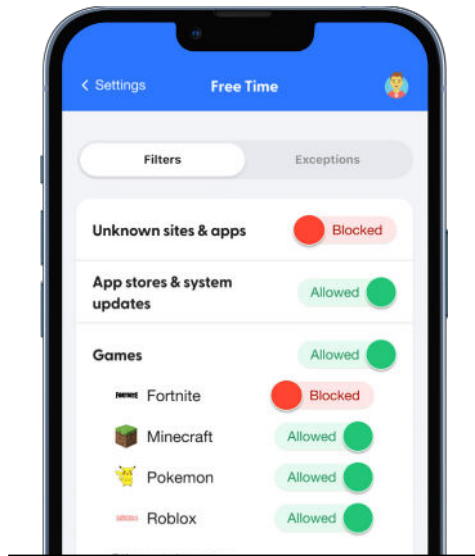 Settings
Free Time
Filters
Exceptions
Unknown sites & apps
Blocked
App stores & system
updates
Allowed
Games
Allowed
Fortnite
Blocked
Minecraft
Allowed
Pokemon
Allowed
Roblox
Allowed